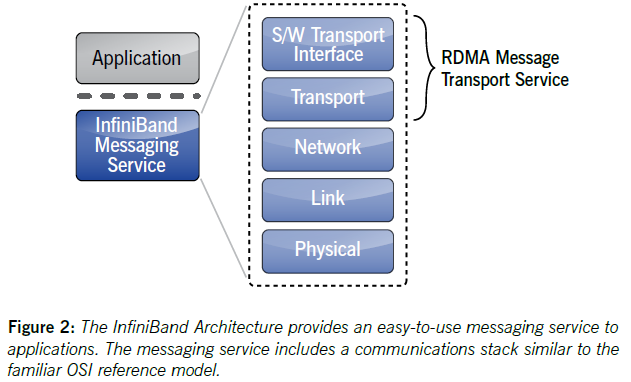 Application
InfiniBand
Messaging
Service
S/W Transport
Interface
Transport
Network
Link
Physical
RDMA Message
Transport Service
Figure 2: The InfiniBand Architecture provides an easy-to-use messaging service to
applications. The messaging service includes a communications stack similar to the
familiar OSI reference model.